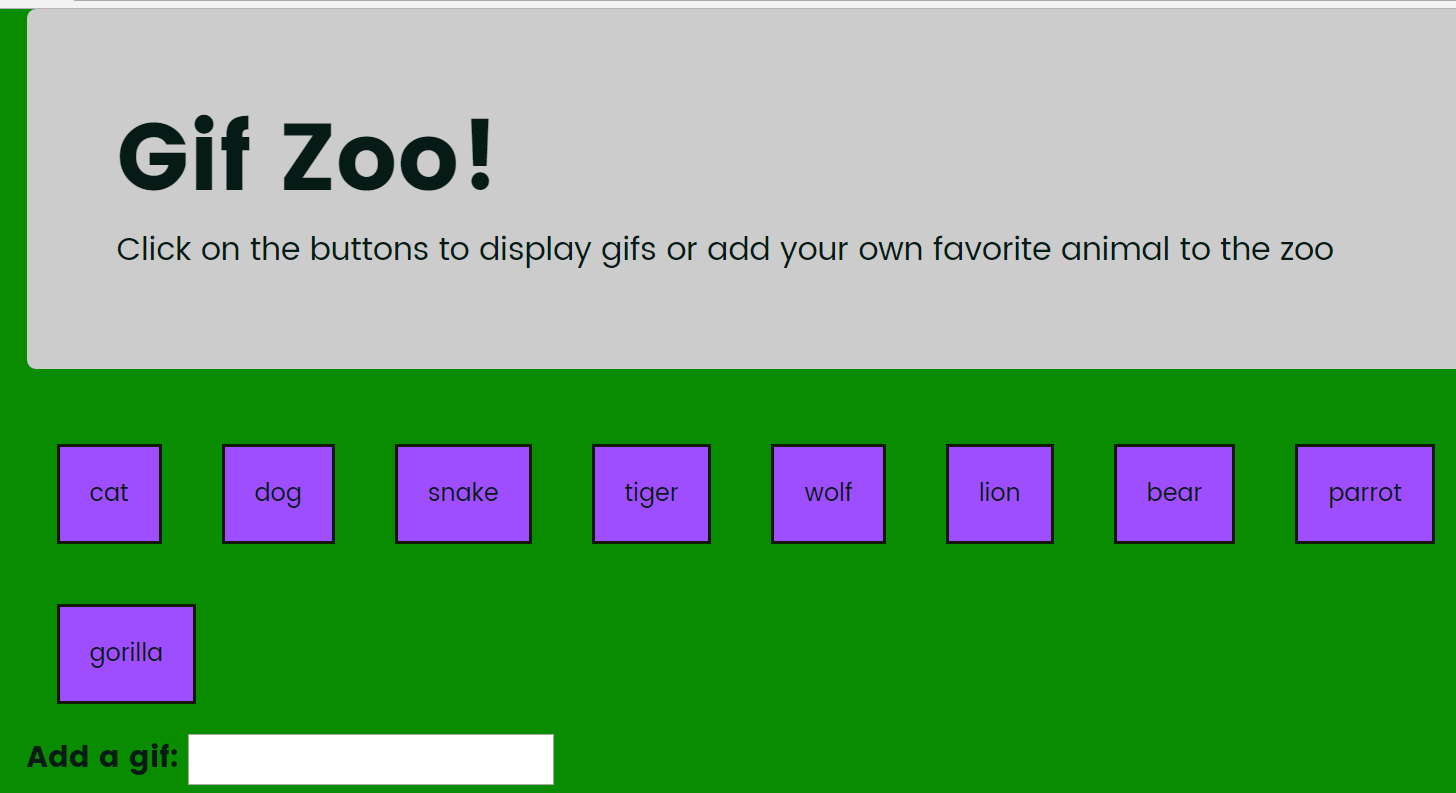 Gif Zoo!
Click on the buttons to display gifs or add your own favorite animal to the zoo
cat dog snake tiger wolf lion bear parrot
gorilla
Add a gif: